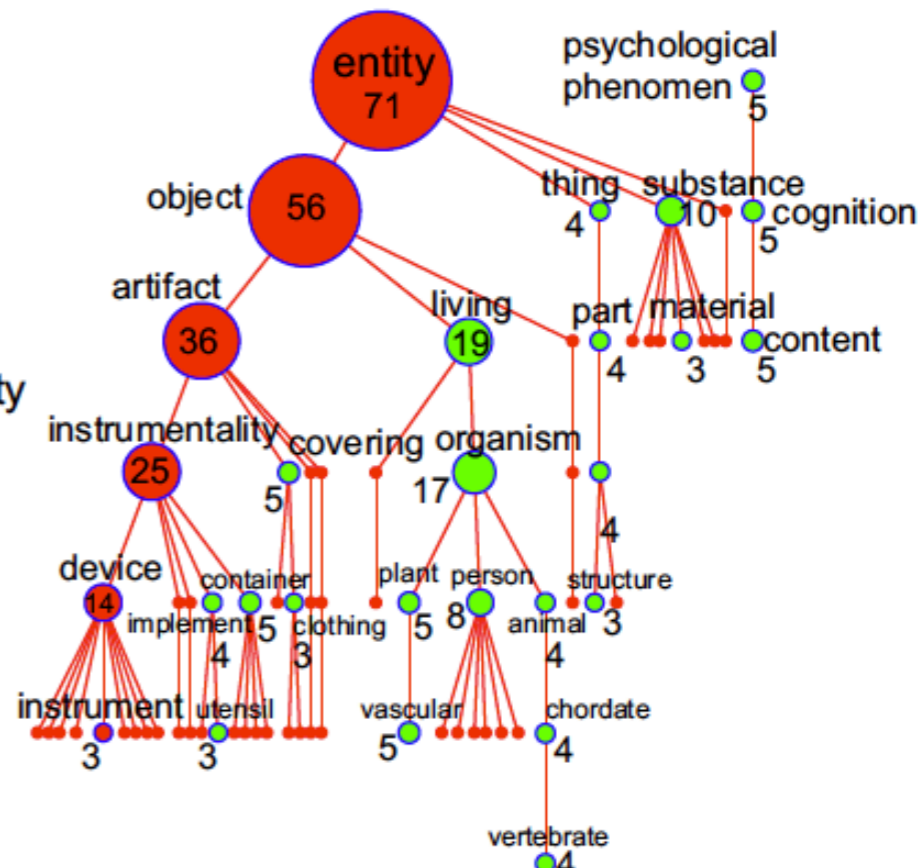 entity
71
psychological
phenomen
5
object
56
thing
4
substance
10
cognition
5
artifact
36
living
19
part
4
material
3
content
5
ty
instrumentality
25
covering
5
organism
17
4
device
14
container
5
implement
4
clothing
3
plant
5
person
8
animal
4
structure
3
instrument
3
utensil
3
vascular
5
chordate
4
vertebrate
4